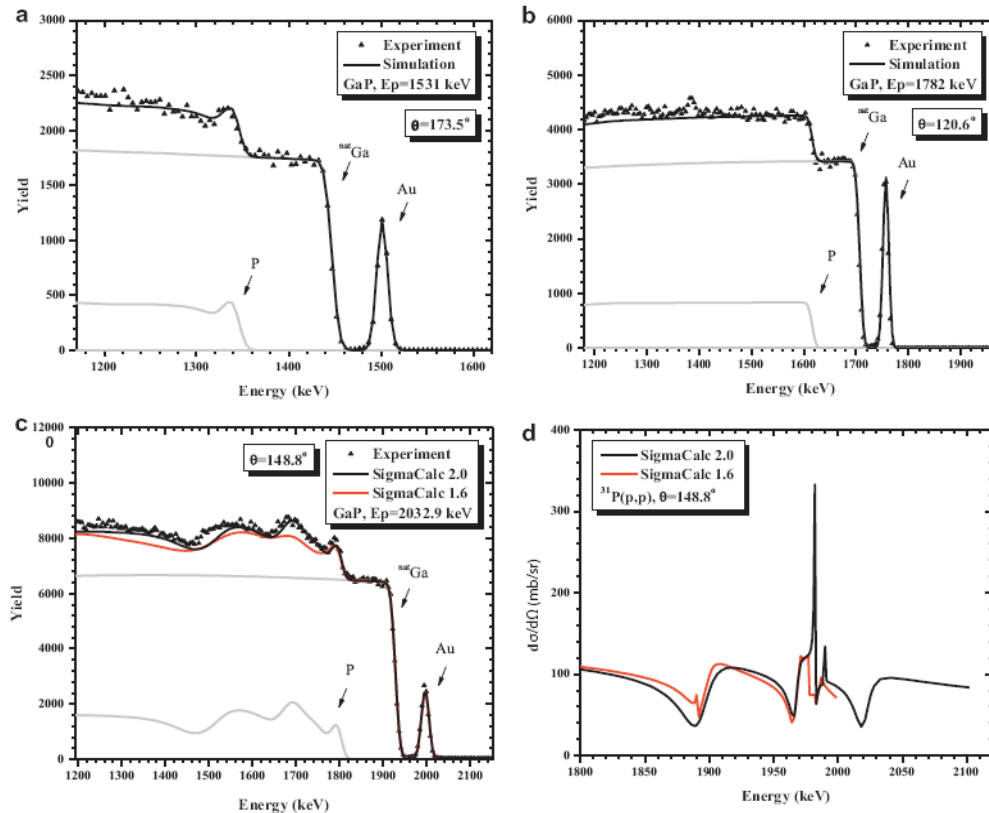 a
3000
2500
2000
1500
1000
500
0
Yield
Experiment
Simulation
GaP, Ep=1531 keV
θ=173.5°
natGa
Au
P
1200 1300 1400 1500 1600
Energy (keV)
b
6000
5000
4000
3000
2000
1000
0
Yield
Experiment
Simulation
GaP, Ep=1782 keV
natGa
θ=120.6°
Au
P
1200 1300 1400 1500 1600 1700 1800 1900
Energy (keV)
c
12000
0
10000
8000
6000
4000
2000
0
Yield
θ=148.8°
Experiment
SigmaCalc 2.0
SigmaCalc 1.6
GaP, Ep=2032.9 keV
natGa
Au
P
1200 1300 1400 1500 1600 1700 1800 1900 2000 2100
Energy (keV)
d
400
300
200
100
0
dσ/dΩ (mb/sr)
SigmaCalc 2.0
SigmaCalc 1.6
31P(p,p), θ=148.8°
1800 1850 1900 1950 2000 2050 2100
Energy (keV)